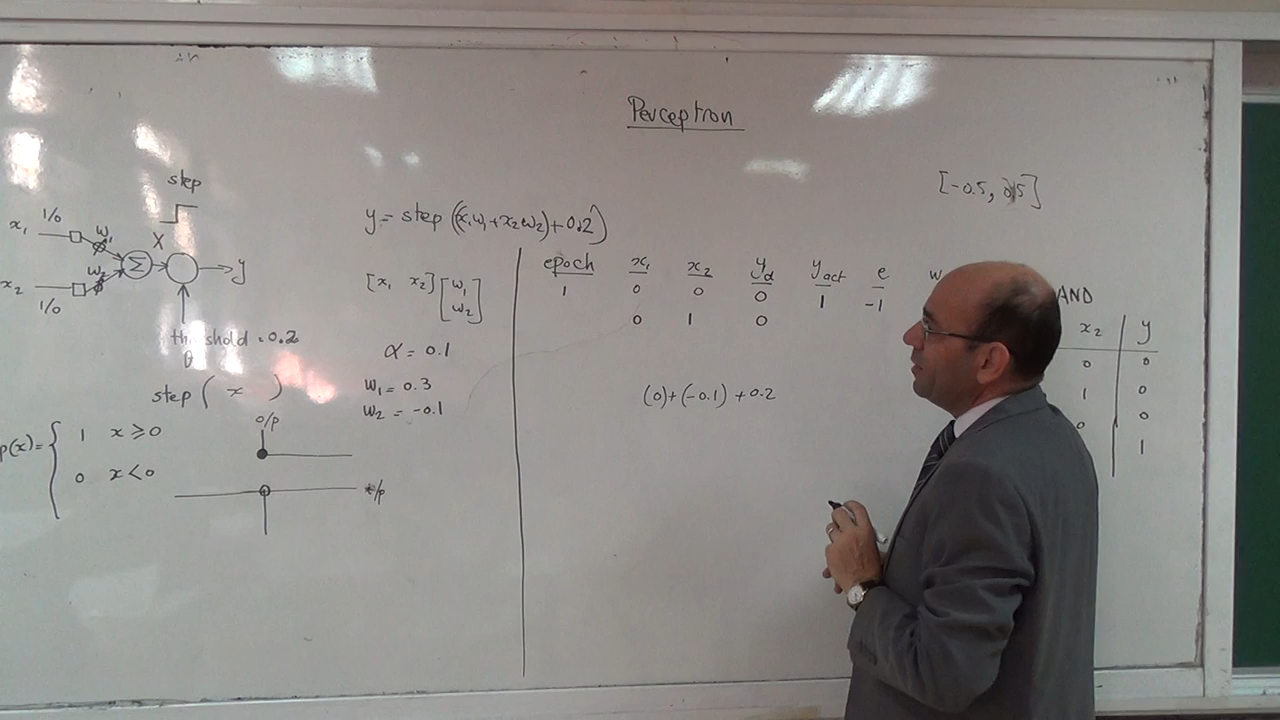 Perceptron
[-0.5, 0.5]
step
x₁ 1/0 w₁ X
Σ y
x₂ 1/0 w₂
threshold = 0.2
θ
step ( x )
p(x)= { 1 x ≥ 0
0 x < 0
o/p
i/p
y = step ((x₁w₁+x₂w₂)+0.2)
[x₁ x₂] [w₁
w₂]
α = 0.1
w₁ = 0.3
w₂ = -0.1
epoch x₁ x₂ y_d y_act e w
1 0 0 0 1 -1
0 1 0
(0)+(-0.1)+0.2
AND
x₂ y
0 0
1 0
0 0
1